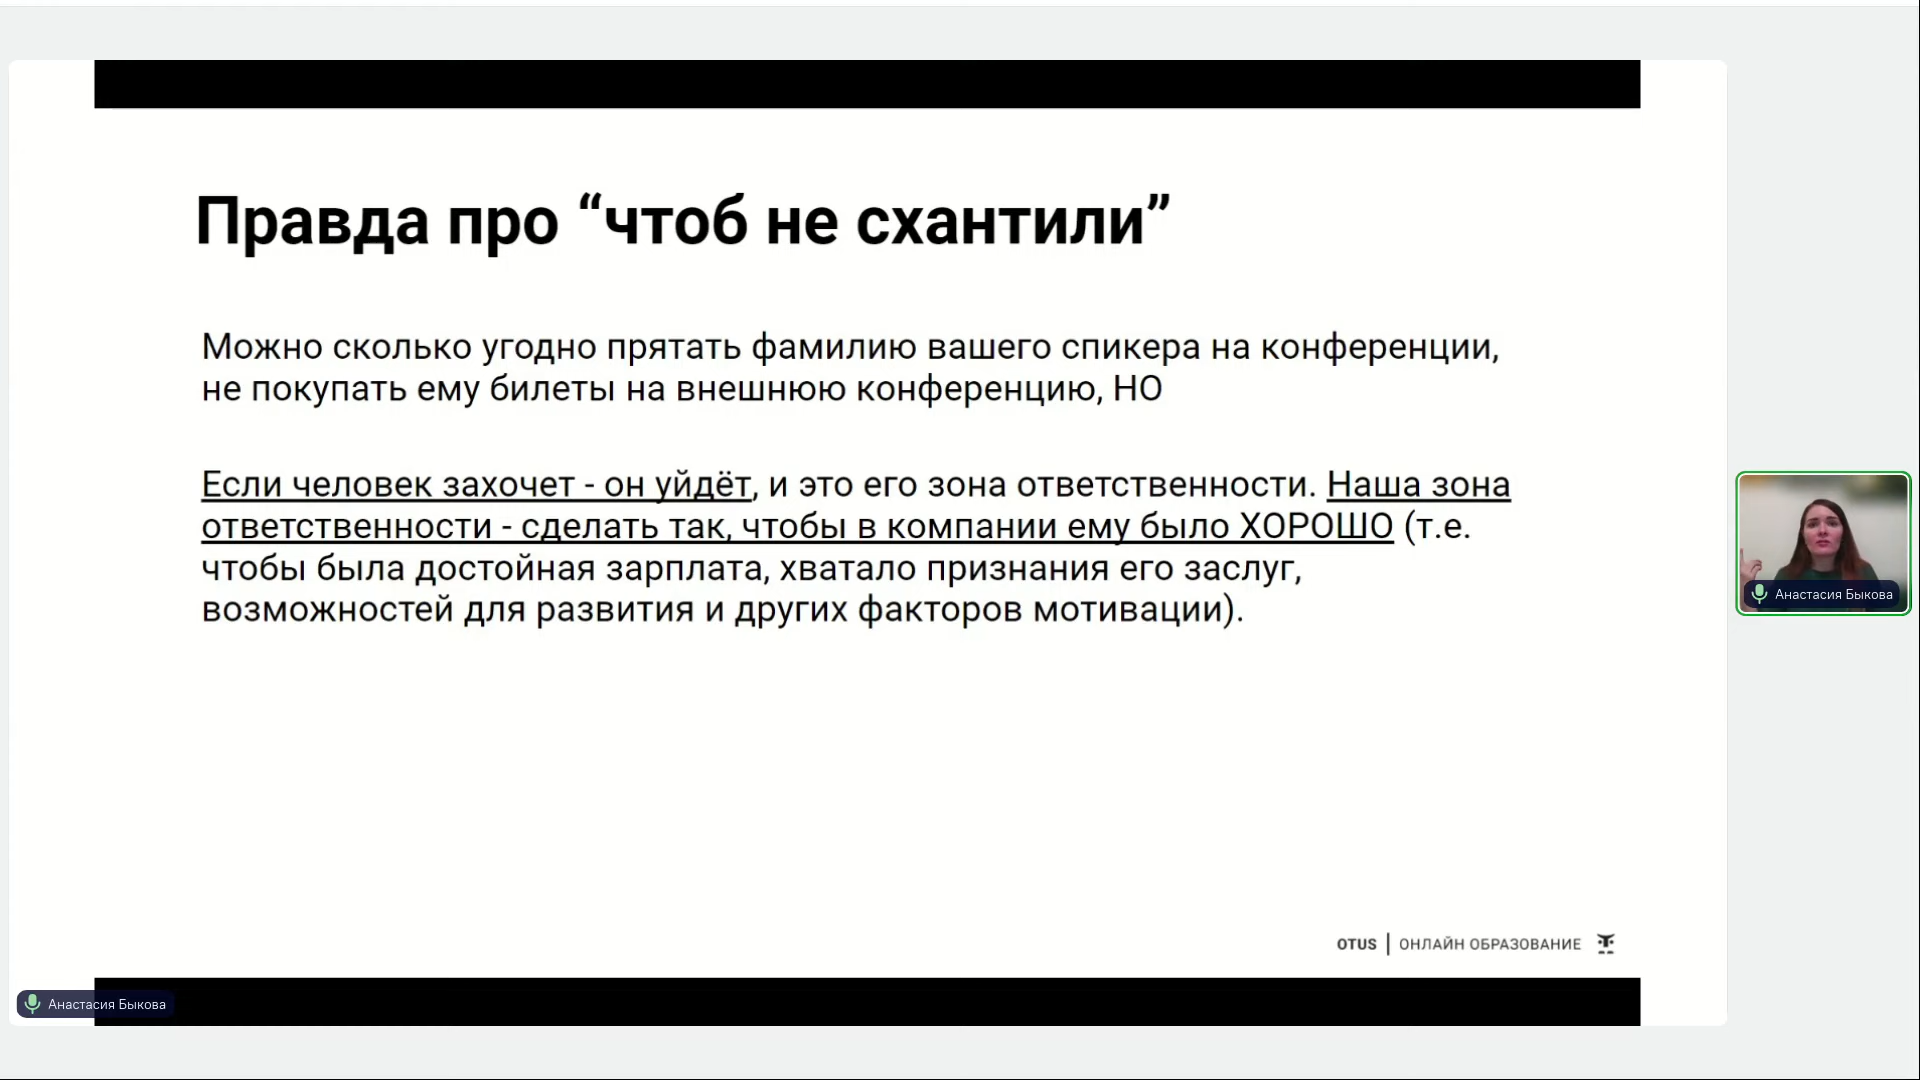 Правда про “чтоб не схантили”
Можно сколько угодно прятать фамилию вашего спикера на конференции,
не покупать ему билеты на внешнюю конференцию, НО
Если человек захочет - он уйдёт, и это его зона ответственности. Наша зона
ответственности - сделать так, чтобы в компании ему было ХОРОШО (т.е.
чтобы была достойная зарплата, хватало признания его заслуг,
возможностей для развития и других факторов мотивации).
OTUS | ОНЛАЙН ОБРАЗОВАНИЕ
Анастасия Быкова
Анастасия Быкова